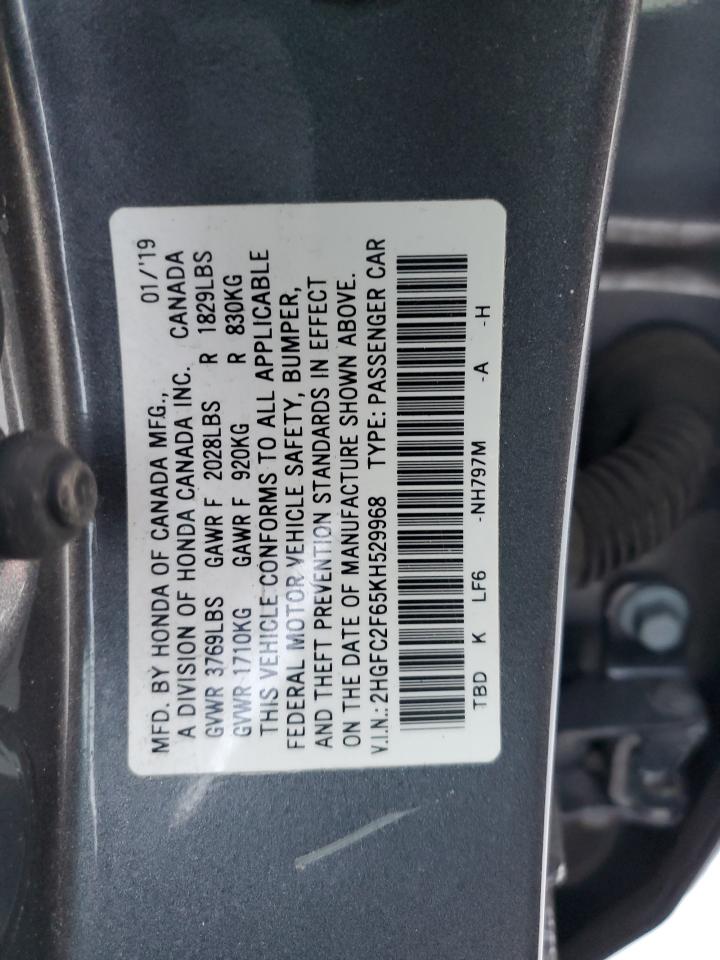 MFD. BY HONDA OF CANADA MFG., 01/'19
A DIVISION OF HONDA CANADA INC. CANADA
GVWR 3769LBS GAWR F 2028LBS R 1829LBS
GVWR 1710KG GAWR F 920KG R 830KG
THIS VEHICLE CONFORMS TO ALL APPLICABLE
FEDERAL MOTOR VEHICLE SAFETY, BUMPER,
AND THEFT PREVENTION STANDARDS IN EFFECT
ON THE DATE OF MANUFACTURE SHOWN ABOVE.
V.I.N.: 2HGFC2F65KH529968 TYPE: PASSENGER CAR
TBD K LF6 -NH797M -A -H